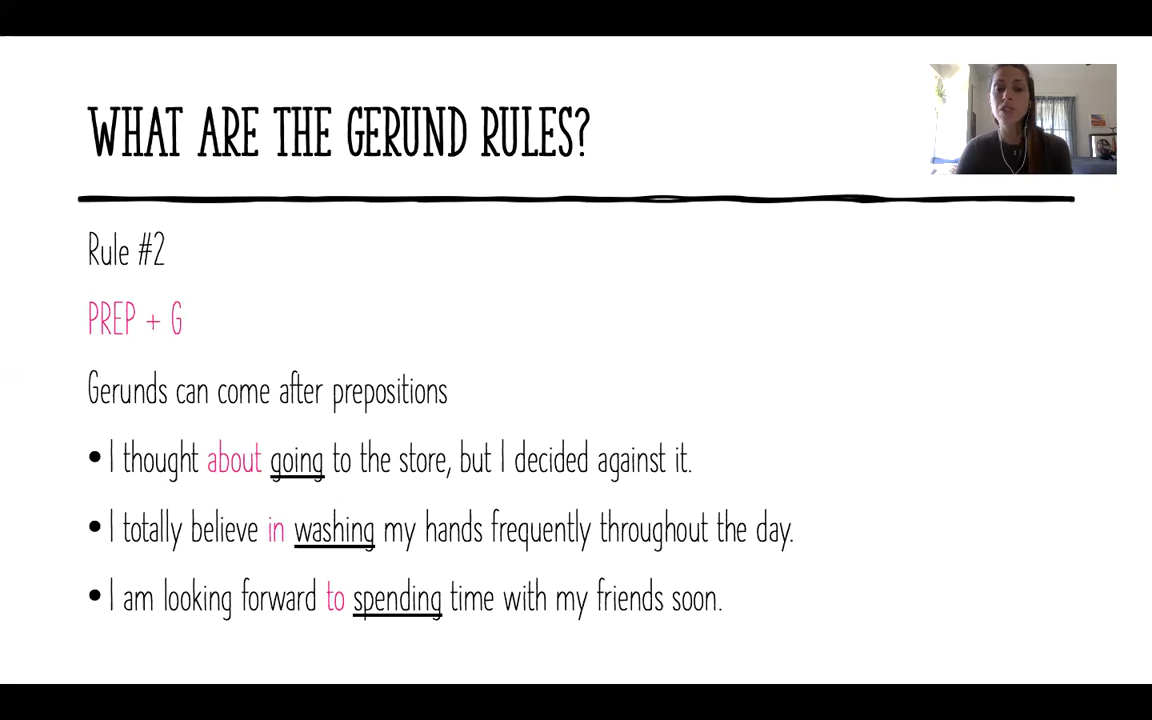 WHAT ARE THE GERUND RULES?
Rule #2
PREP + G
Gerunds can come after prepositions
• I thought about going to the store, but I decided against it.
• I totally believe in washing my hands frequently throughout the day.
• I am looking forward to spending time with my friends soon.